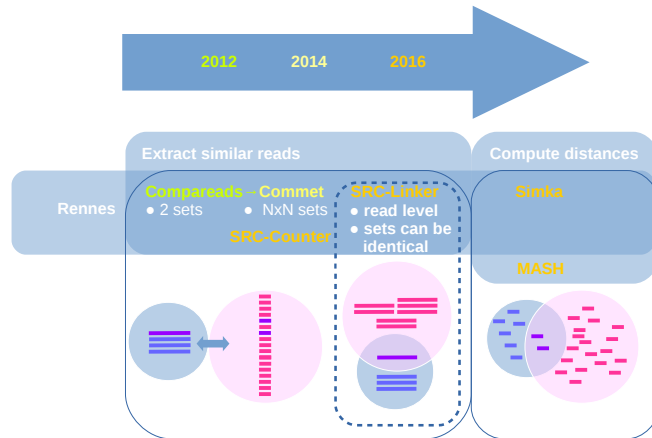 2012 2014 2016
Extract similar reads
Compute distances
Rennes
Compareads→Commet
● 2 sets
● NxN sets
SRC-Counter
SRC-Linker
● read level
● sets can be
identical
Simka
MASH